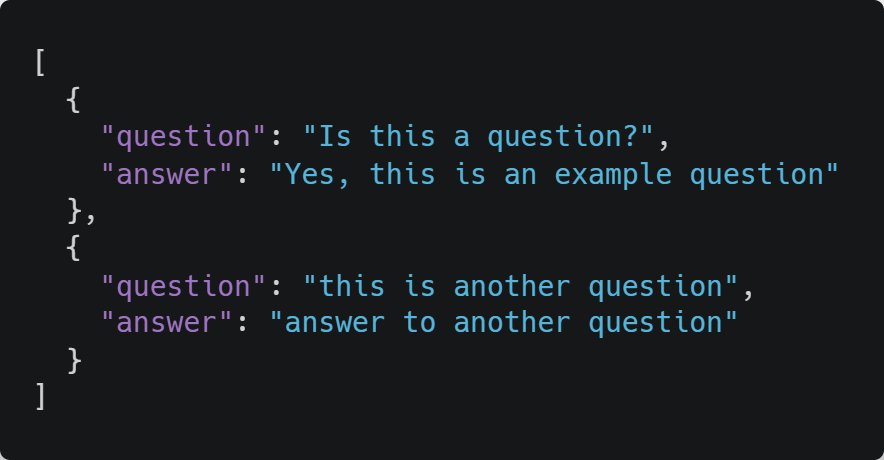 [
  {
    "question": "Is this a question?",
    "answer": "Yes, this is an example question"
  },
  {
    "question": "this is another question",
    "answer": "answer to another question"
  }
]